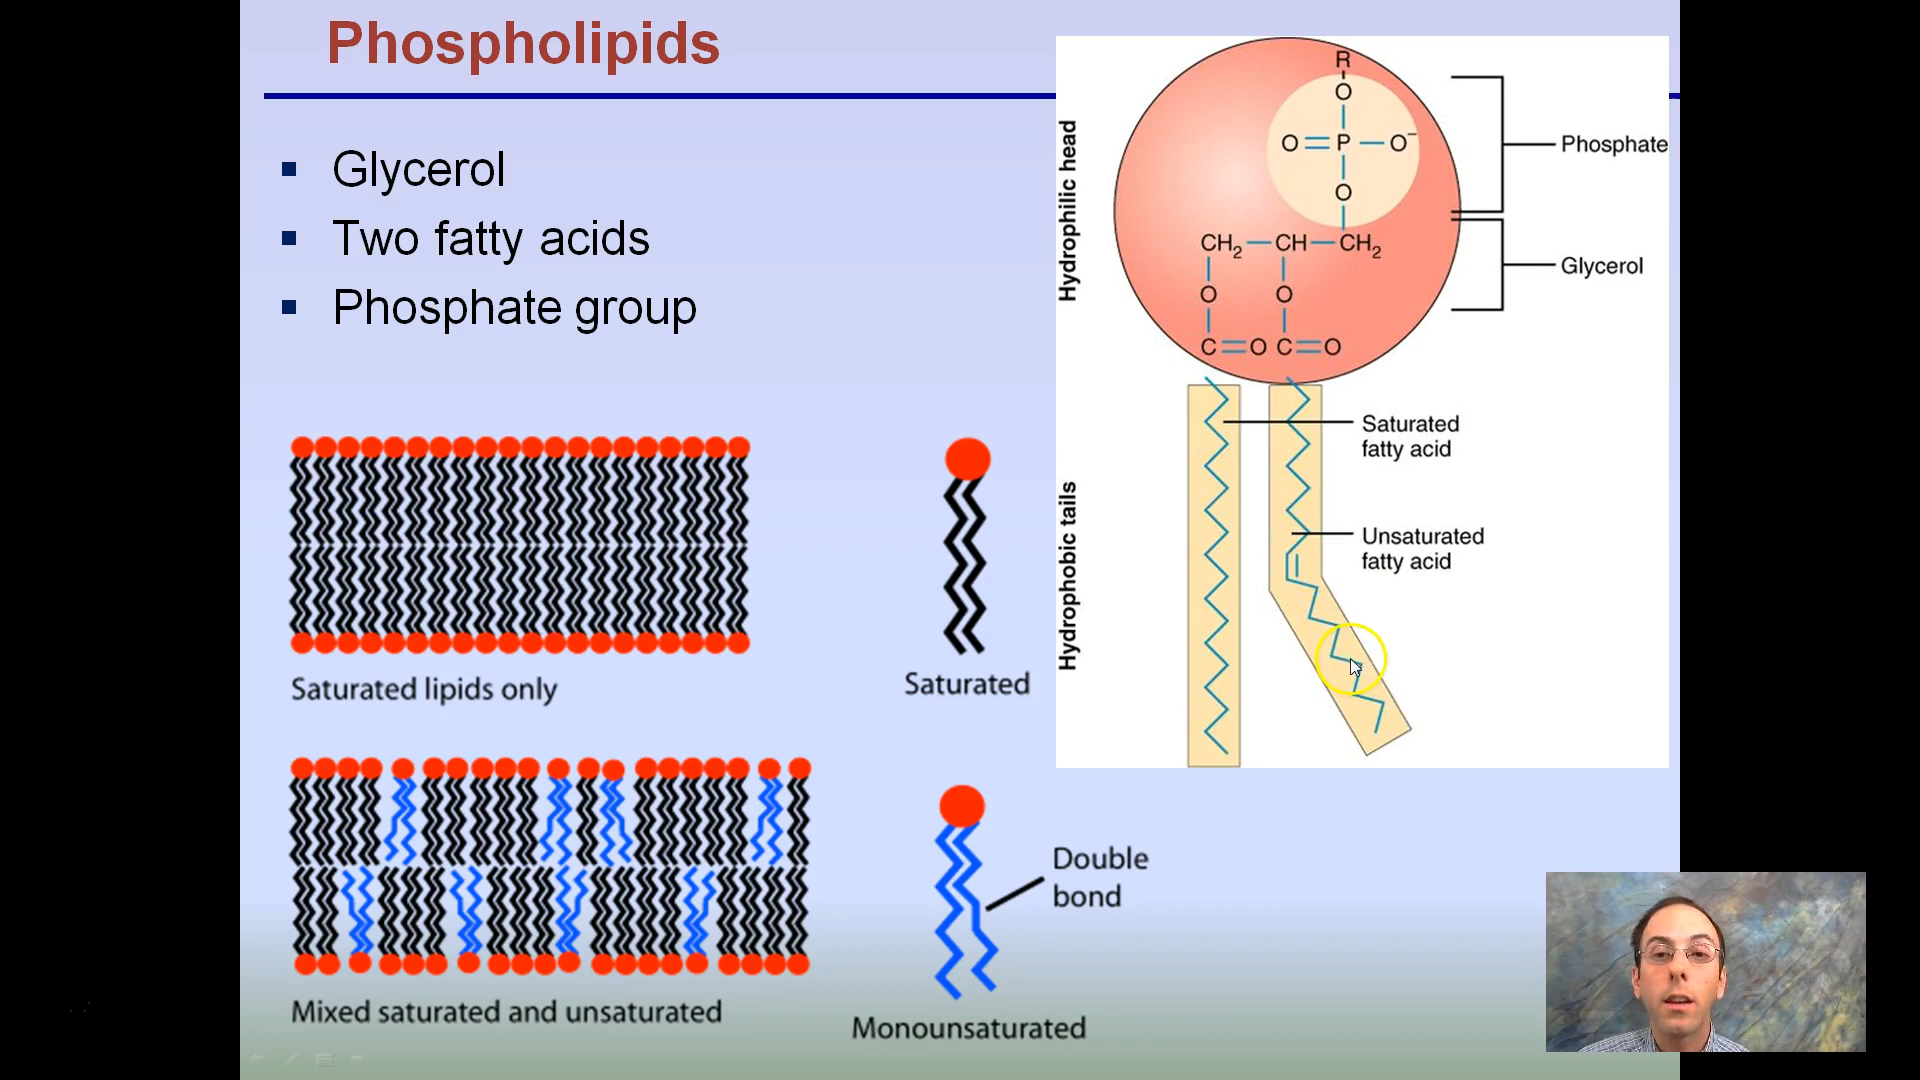 Phospholipids
Glycerol
Two fatty acids
Phosphate group
Saturated lipids only
Saturated
Mixed saturated and unsaturated
Double
bond
Monounsaturated
Hydrophilic head
Hydrophobic tails
R
O
O=P-O⁻
O
CH₂-CH-CH₂
O O
C=O C=O
Phosphate
Glycerol
Saturated
fatty acid
Unsaturated
fatty acid